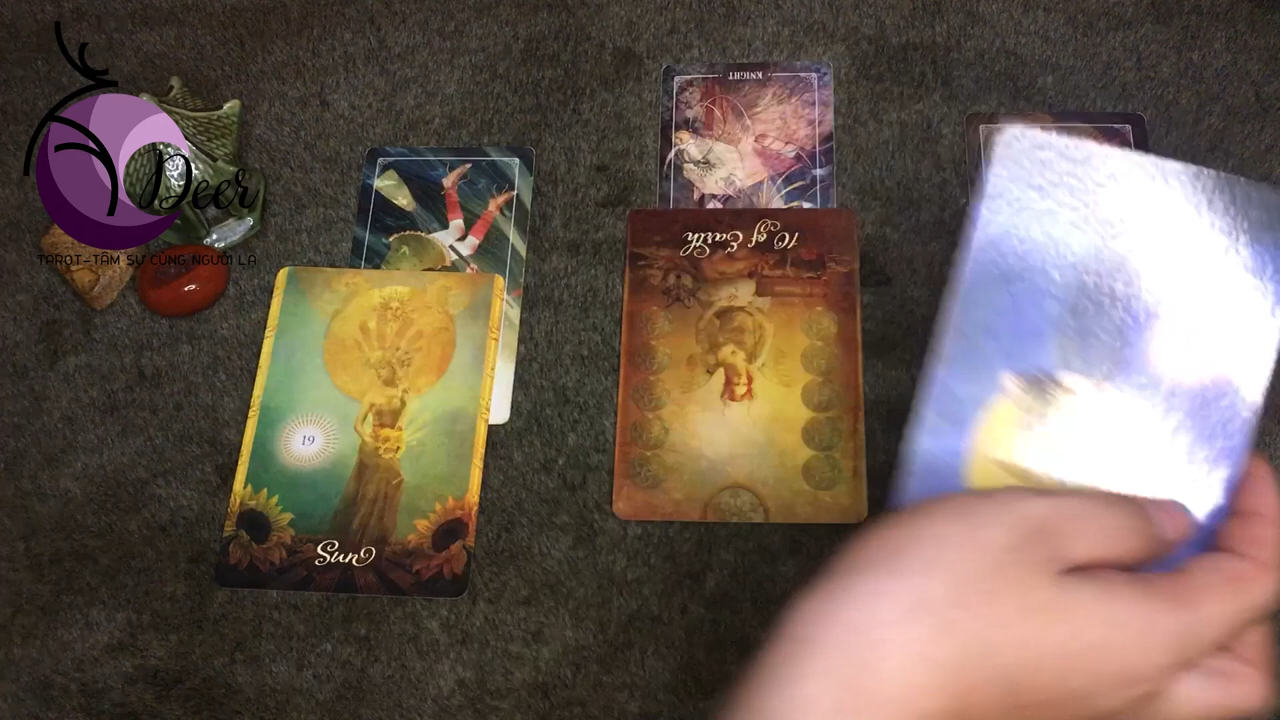 Deer
TAROT-TÂM SỰ CÙNG NGƯỜI LẠ
KNIGHT
10 of Earth
19
Sun